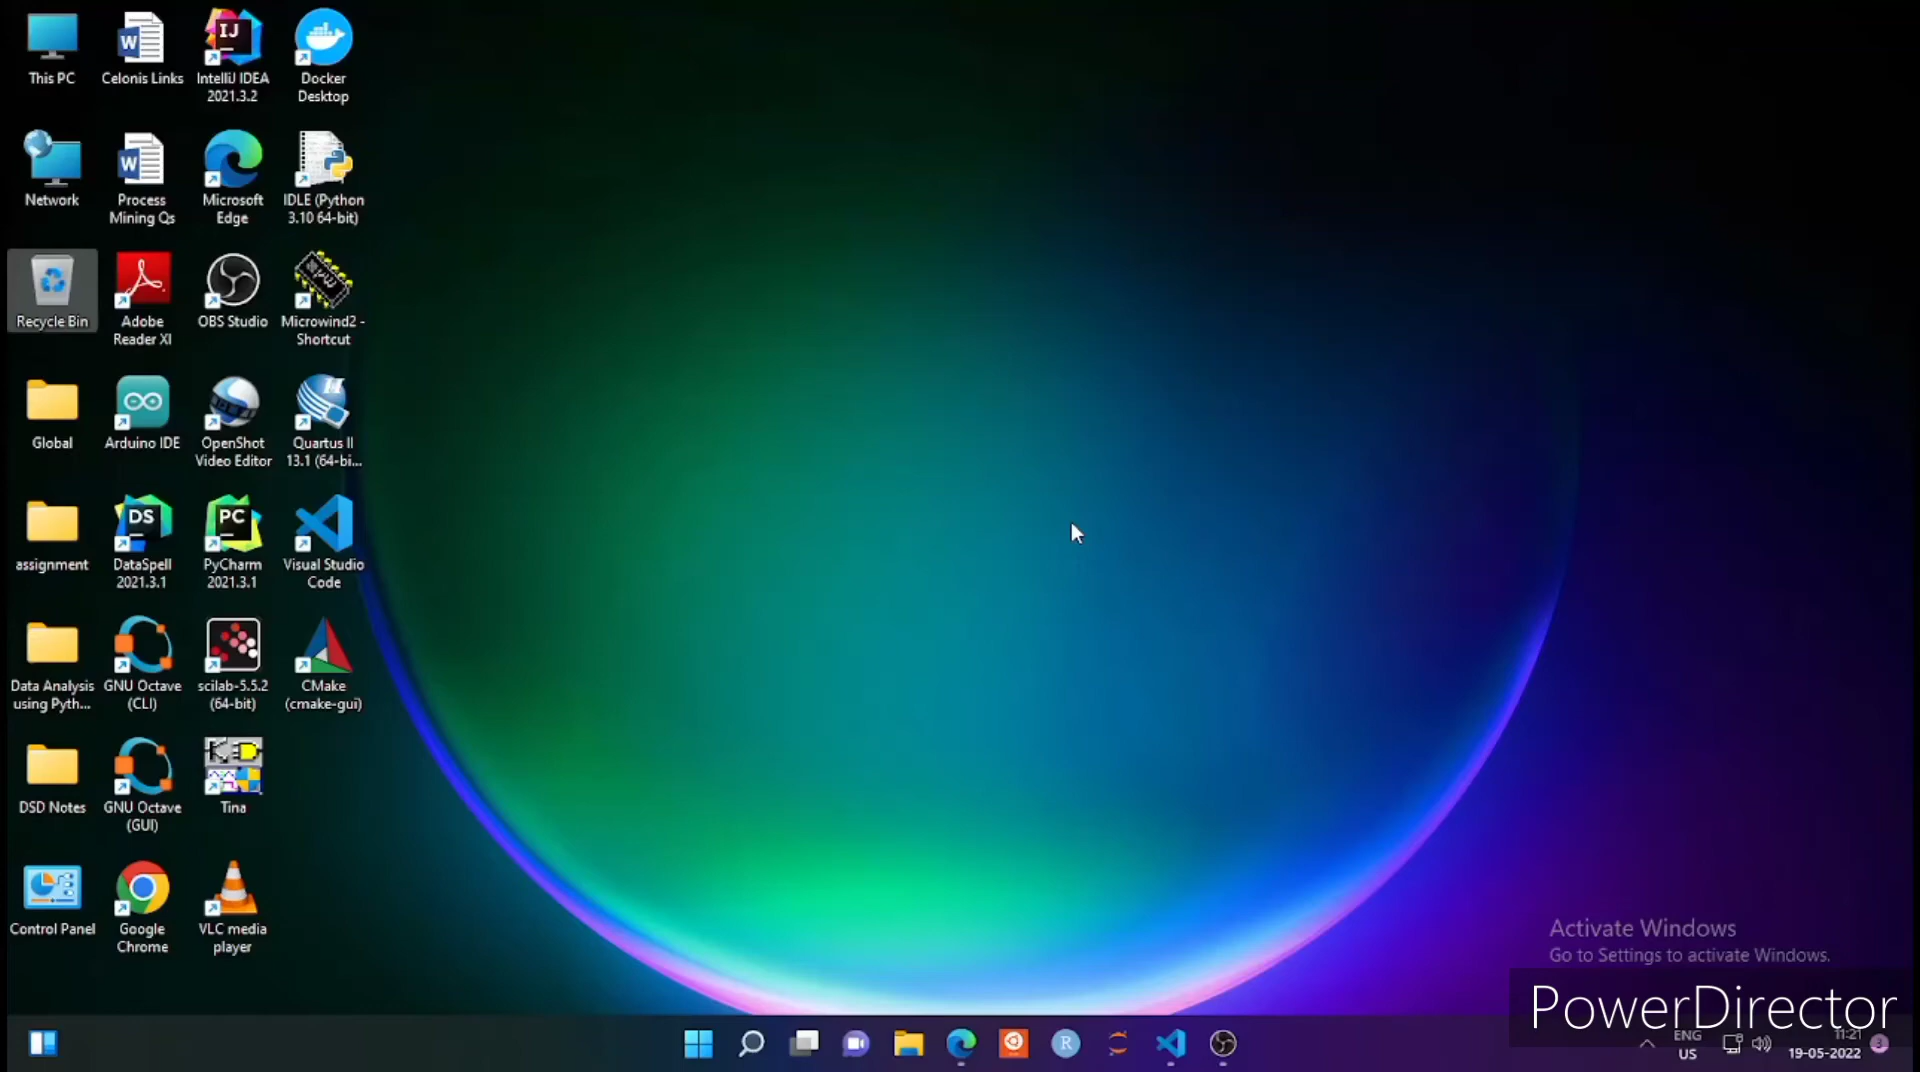 This PC
Celonis Links
IJ
IntelliJ IDEA
2021.3.2
Docker
Desktop
Network
Process
Mining Qs
Microsoft
Edge
IDLE (Python
3.10 64-bit)
Recycle Bin
Adobe
Reader XI
OBS Studio
Microwind2 -
Shortcut
Global
Arduino IDE
OpenShot
Video Editor
Quartus II
13.1 (64-bi...
assignment
DS
DataSpell
2021.3.1
PC
PyCharm
2021.3.1
Visual Studio
Code
Data Analysis
using Pyth...
GNU Octave
(CLI)
scilab-5.5.2
(64-bit)
CMake
(cmake-gui)
DSD Notes
GNU Octave
(GUI)
Tina
Control Panel
Google
Chrome
VLC media
player
Activate Windows
Go to Settings to activate Windows.
PowerDirector
R
ENG
US
11:21
19-05-2022
3